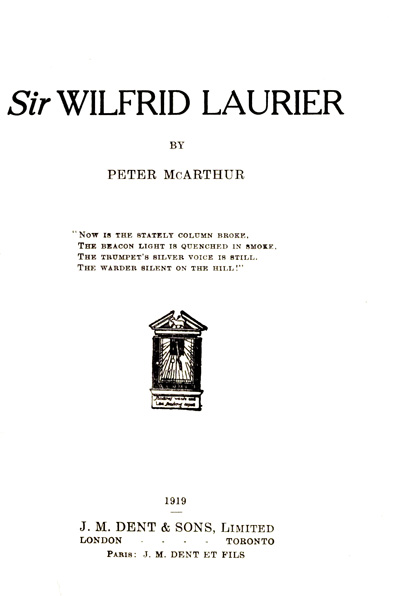 Sir WILFRID LAURIER
BY
PETER McARTHUR
"Now is the stately column broke,
The beacon light is quenched in smoke,
The trumpet's silver voice is still,
The warder silent on the hill!"
1919
J. M. DENT & SONS, Limited
LONDON . . . . TORONTO
Paris: J. M. DENT ET FILS